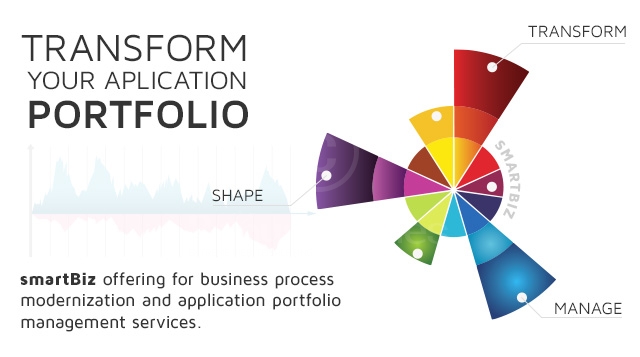 TRANSFORM
YOUR APLICATION
PORTFOLIO
TRANSFORM
SHAPE
SMARTBIZ
MANAGE
smartBiz offering for business process
modernization and application portfolio
management services.